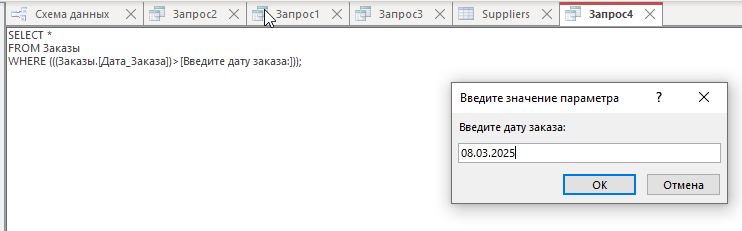 Схема данных
Запрос2
Запрос1
Запрос3
Suppliers
Запрос4
SELECT *
FROM Заказы
WHERE (((Заказы.[Дата_Заказа])>[Введите дату заказа:]));
Введите значение параметра
Введите дату заказа:
08.03.2025
ОК
Отмена